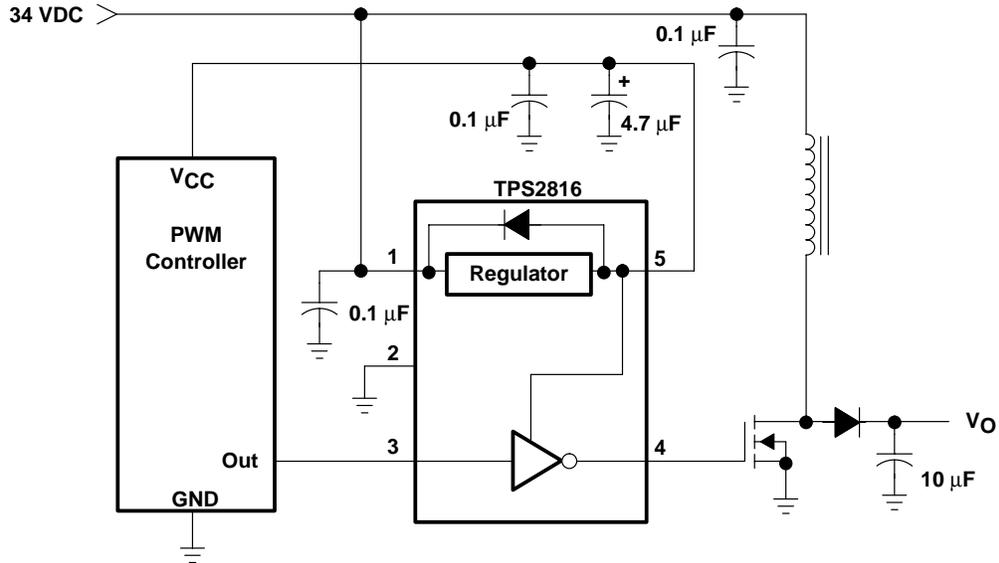 34 VDC
0.1 μF
0.1 μF
+
4.7 μF
VCC
TPS2816
PWM
Controller
1
Regulator
5
0.1 μF
2
3
4
VO
Out
10 μF
GND